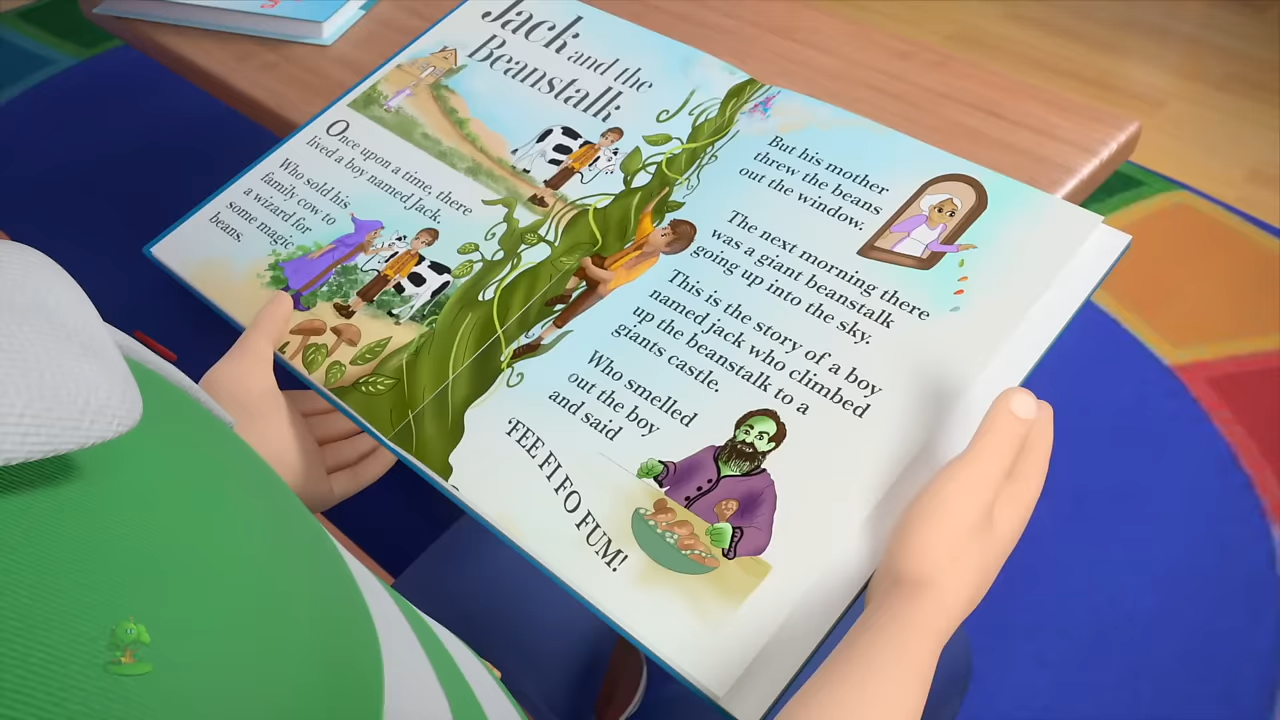 Jack and the
Beanstalk
Once upon a time, there
lived a boy named Jack.
Who sold his
family cow to
a wizard for
some magic
beans.
But his mother
threw the beans
out the window.
The next morning there
was a giant beanstalk
going up into the sky.
This is the story of a boy
named jack who climbed
up the beanstalk to a
giants castle.
Who smelled
out the boy
and said
'FEE FI FO FUM!